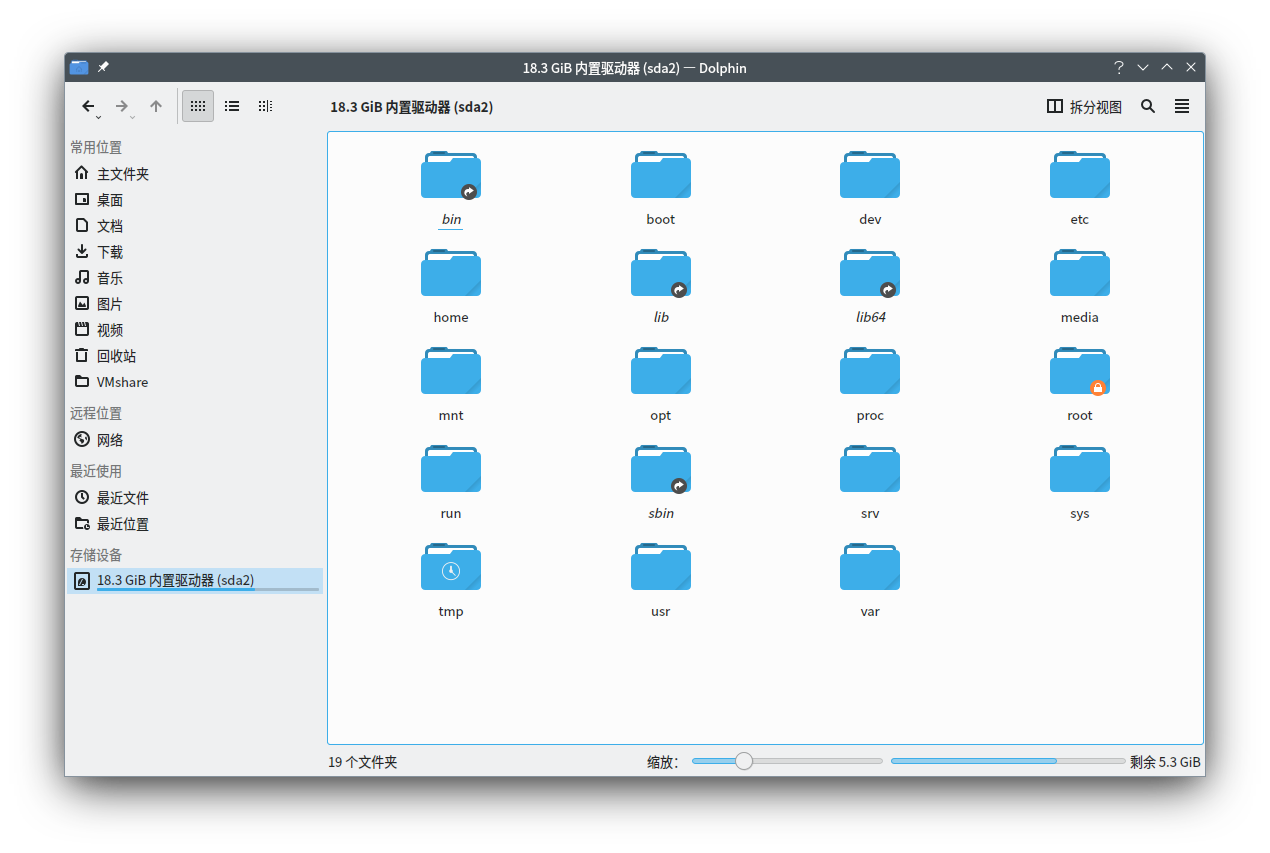 18.3 GiB 内置驱动器 (sda2) — Dolphin
18.3 GiB 内置驱动器 (sda2)
拆分视图
常用位置
主文件夹
桌面
文档
下载
音乐
图片
视频
回收站
VMshare
远程位置
网络
最近使用
最近文件
最近位置
存储设备
18.3 GiB 内置驱动器 (sda2)
bin boot dev etc
home lib lib64 media
mnt opt proc root
run sbin srv sys
tmp usr var
19 个文件夹
缩放：
剩余 5.3 GiB